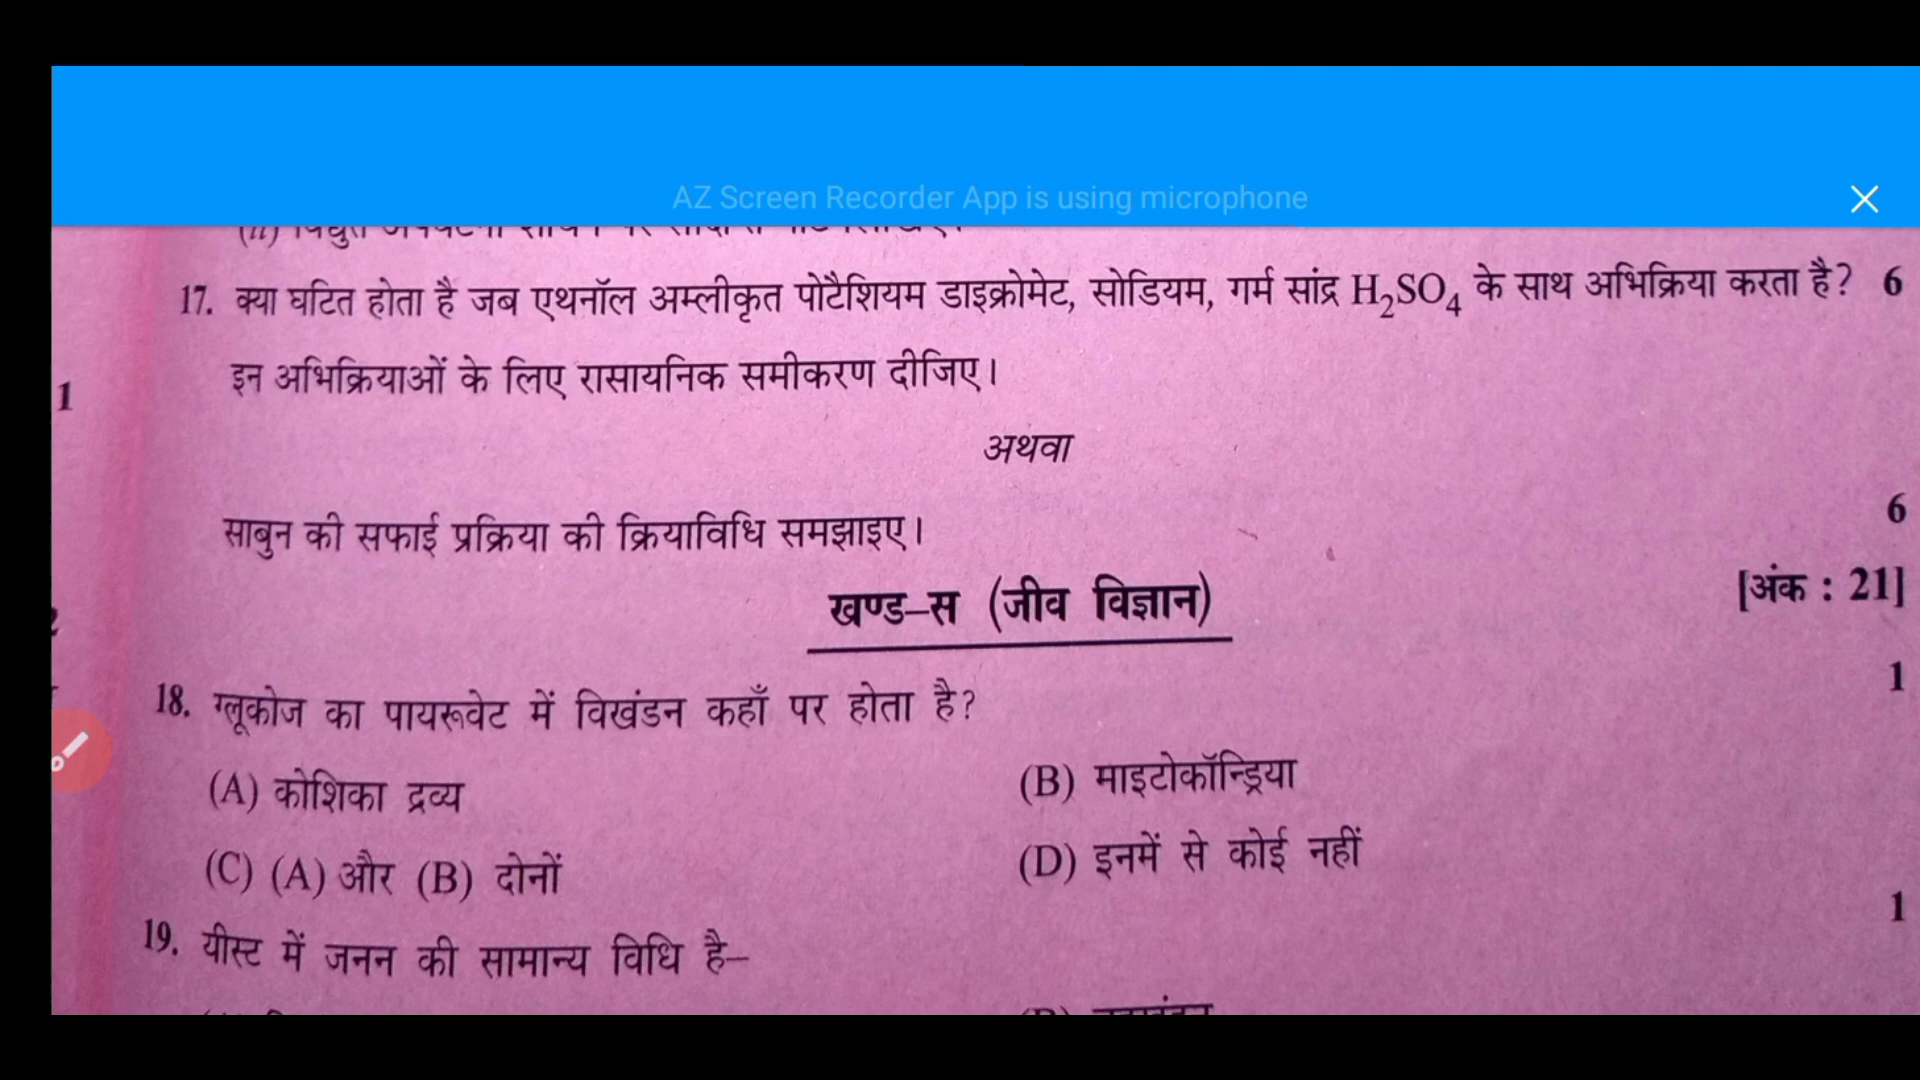 AZ Screen Recorder App is using microphone
17. क्या घटित होता है जब एथनॉल अम्लीकृत पोटैशियम डाइक्रोमेट, सोडियम, गर्म सांद्र H₂SO₄ के साथ अभिक्रिया करता है? 6
इन अभिक्रियाओं के लिए रासायनिक समीकरण दीजिए।
1
अथवा
साबुन की सफाई प्रक्रिया की क्रियाविधि समझाइए। 6
खण्ड–स (जीव विज्ञान) [अंक : 21]
18. ग्लूकोज का पायरूवेट में विखंडन कहाँ पर होता है? 1
(A) कोशिका द्रव्य (B) माइटोकॉन्ड्रिया
(C) (A) और (B) दोनों (D) इनमें से कोई नहीं
19. यीस्ट में जनन की सामान्य विधि है– 1